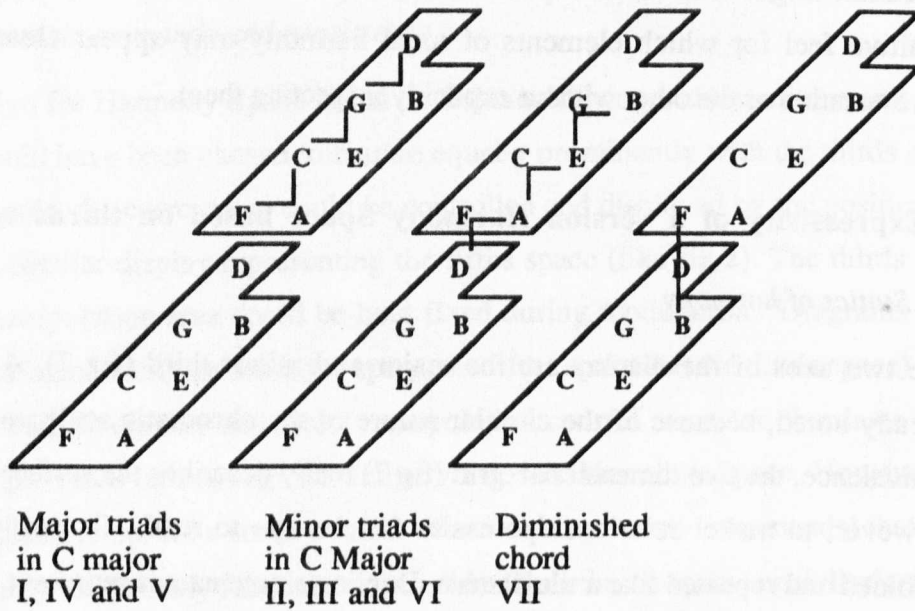 D D D
G B G B G B
C E C E C E
F A F A F A
D D D
G B G B G B
C E C E C E
F A F A F A
Major triads Minor triads Diminished
in C major in C Major chord
I, IV and V II, III and VI VII